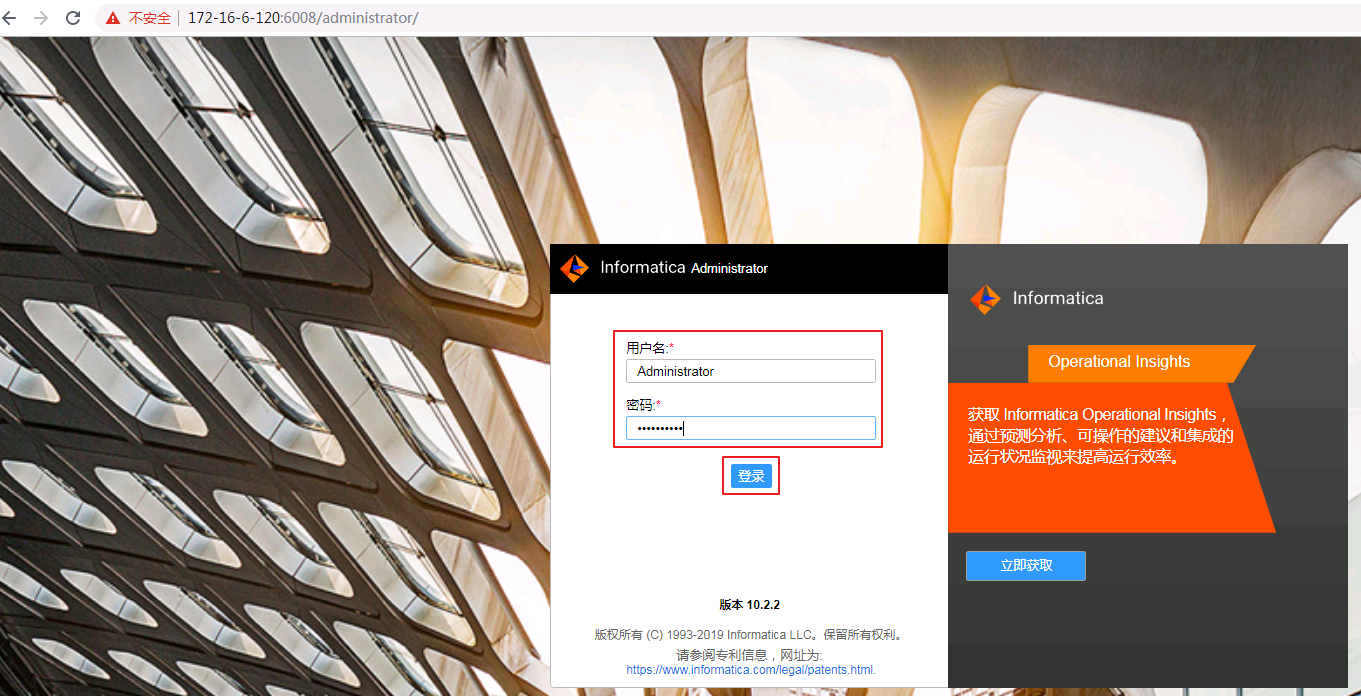 不安全 172-16-6-120:6008/administrator/
Informatica Administrator
用户名:*
Administrator
密码:*
••••••••••
登录
版本 10.2.2
版权所有 (C) 1993-2019 Informatica LLC。保留所有权利。
请参阅专利信息，网址为:
https://www.informatica.com/legal/patents.html.
Informatica
Operational Insights
获取 Informatica Operational Insights，
通过预测分析、可操作的建议和集成的
运行状况监视来提高运行效率。
立即获取